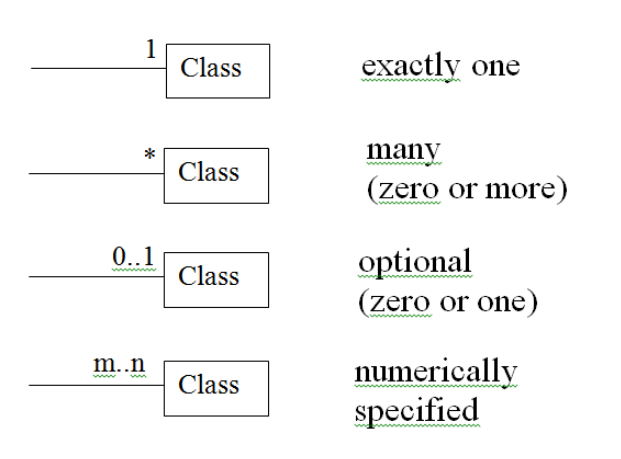 1
Class
exactly one
*
Class
many
(zero or more)
0..1
Class
optional
(zero or one)
m..n
Class
numerically
specified